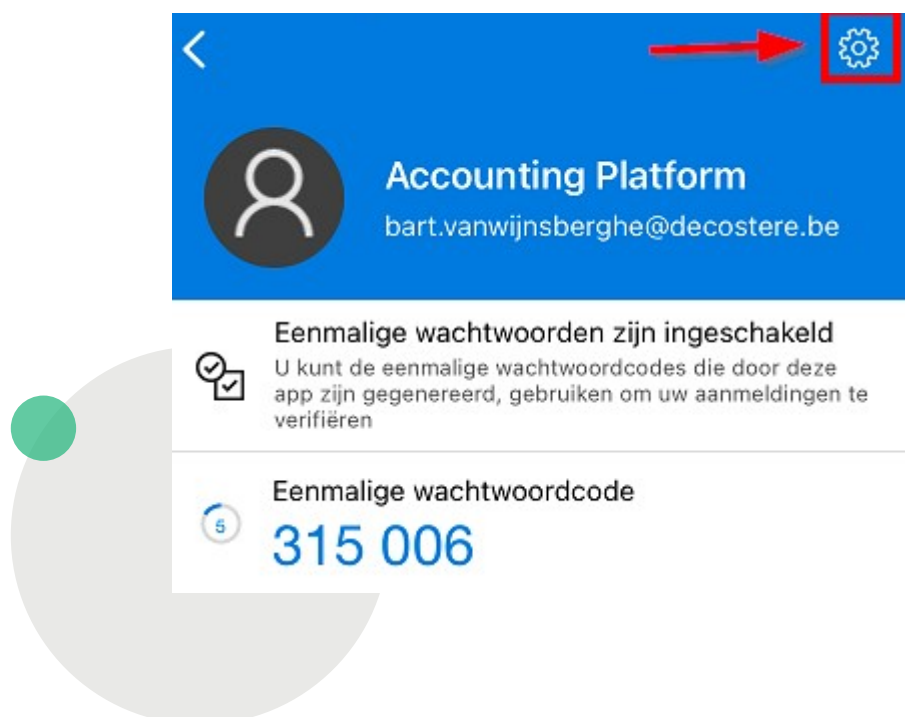 Accounting Platform
bart.vanwijnsberghe@decostere.be
Eenmalige wachtwoorden zijn ingeschakeld
U kunt de eenmalige wachtwoordcodes die door deze
app zijn gegenereerd, gebruiken om uw aanmeldingen te
verifiëren
Eenmalige wachtwoordcode
5
315 006